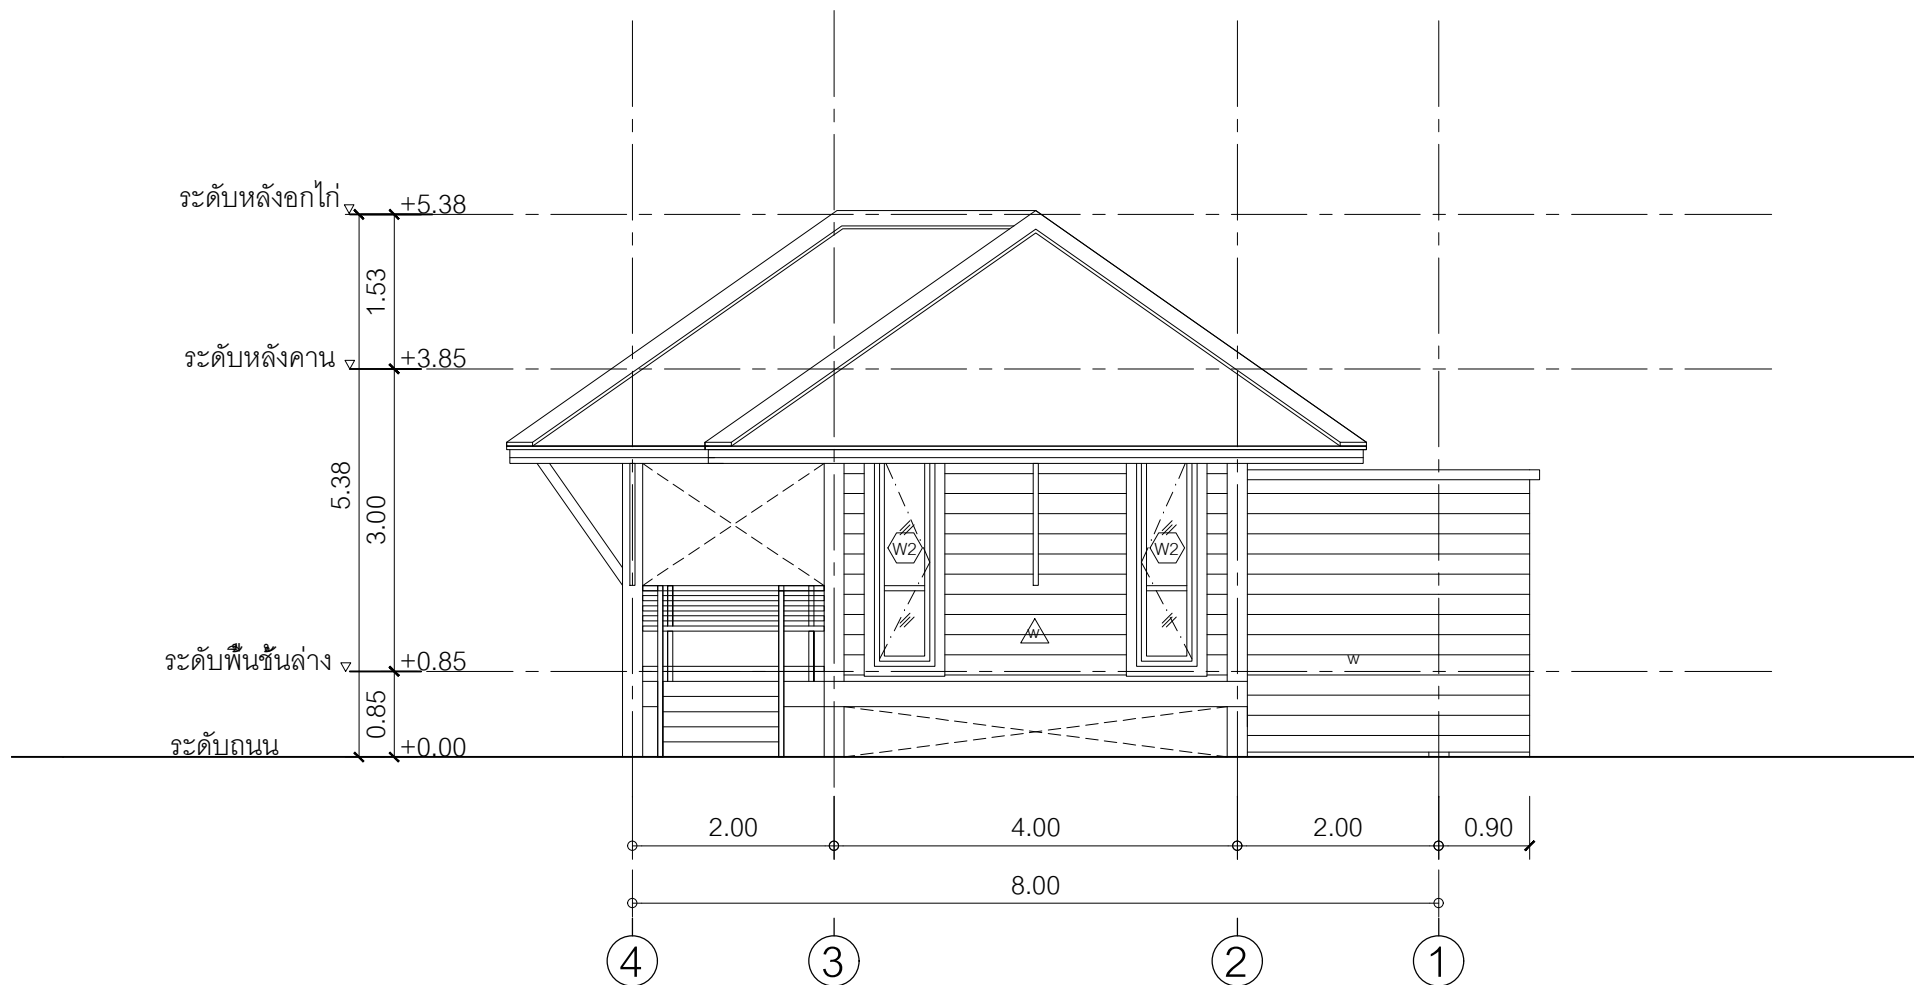 ระดับหลังอกไก่ +5.38
1.53
ระดับหลังคาน +3.85
5.38
3.00
W2 W2
W
ระดับพื้นชั้นล่าง +0.85
W
0.85
ระดับถนน +0.00
2.00 4.00 2.00 0.90
8.00
4 3 2 1